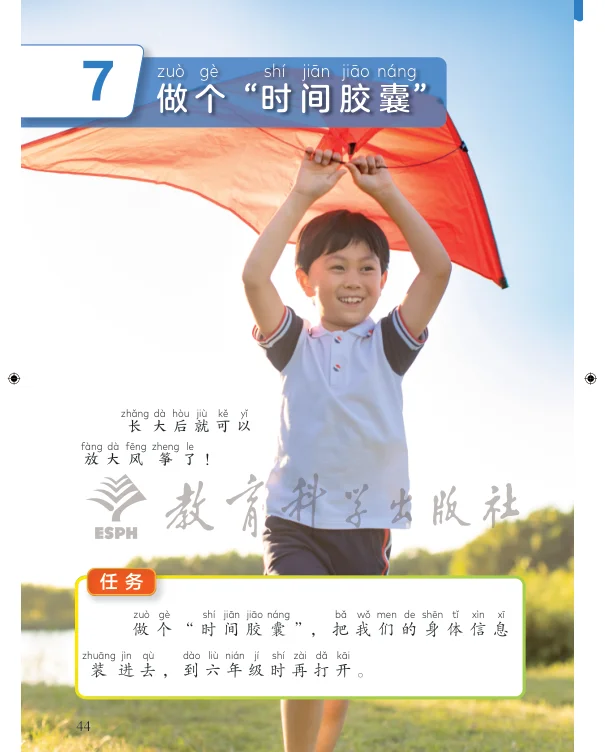 7
zuò gè shí jiān jiāo náng
做个“时间胶囊”
zhǎng dà hòu jiù kě yǐ
长大后就可以
fàng dà fēng zheng le
放大风筝了！
ESPH 教育科学出版社
任务
zuò gè shí jiān jiāo náng bǎ wǒ men de shēn tǐ xìn xī
做个“时间胶囊”，把我们的身体信息
zhuāng jìn qù dào liù nián jí shí zài dǎ kāi
装进去，到六年级时再打开。
44